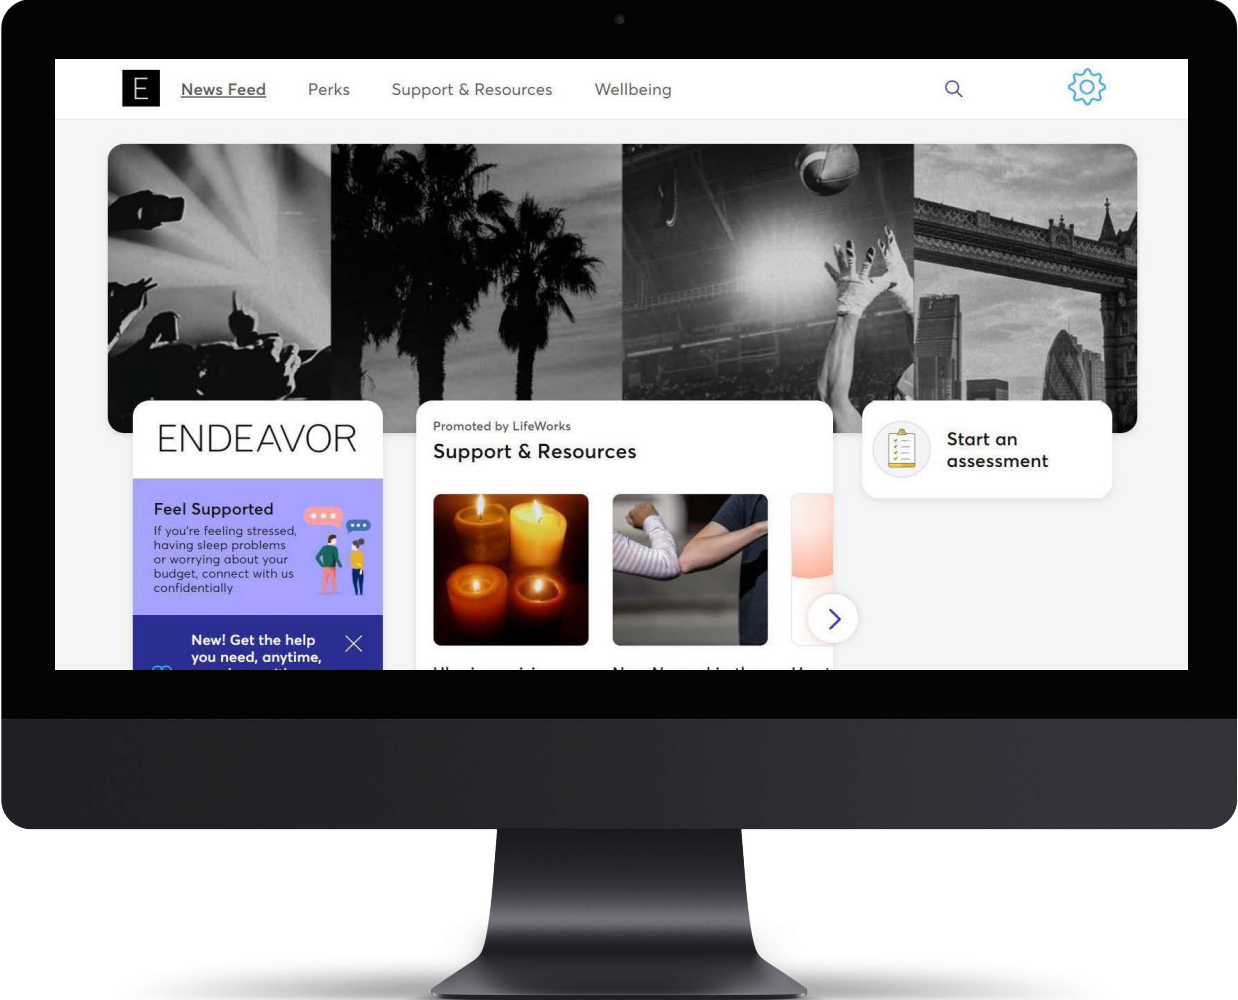 E
News Feed
Perks
Support & Resources
Wellbeing
ENDEAVOR
Feel Supported
If you're feeling stressed,
having sleep problems
or worrying about your
budget, connect with us
confidentially
New! Get the help
you need, anytime,
Promoted by LifeWorks
Support & Resources
Start an
assessment